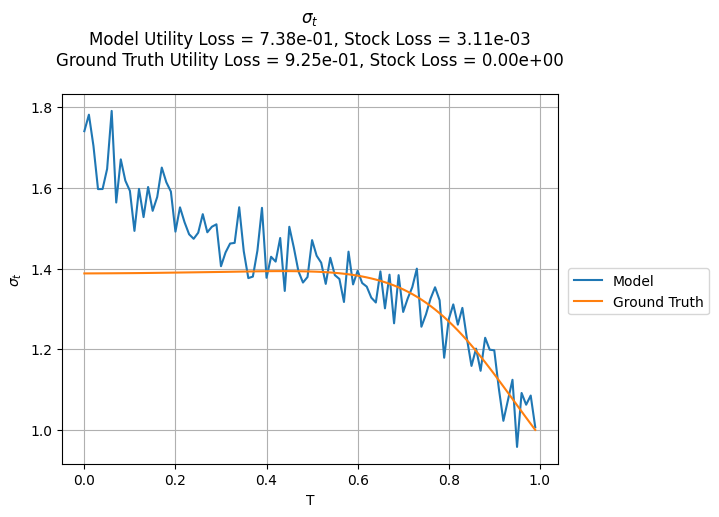 σₜ
Model Utility Loss = 7.38e-01, Stock Loss = 3.11e-03
Ground Truth Utility Loss = 9.25e-01, Stock Loss = 0.00e+00
1.8
1.6
1.4
1.2
1.0
σₜ
0.0 0.2 0.4 0.6 0.8 1.0
T
Model
Ground Truth